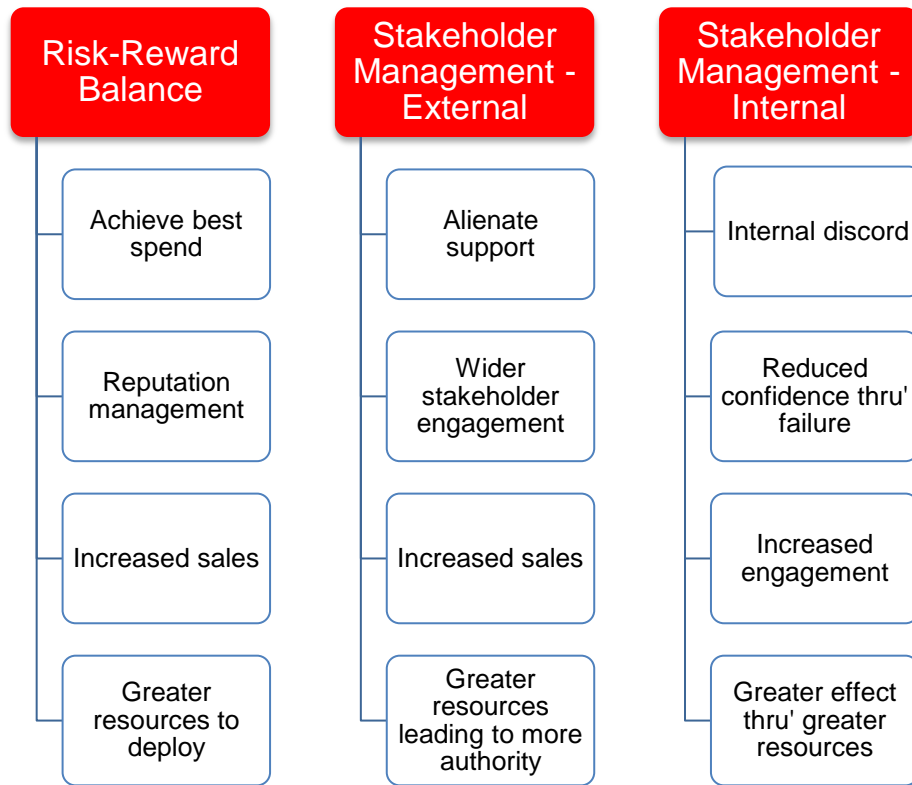 Risk-Reward
Balance
Achieve best
spend
Reputation
management
Increased sales
Greater
resources to
deploy
Stakeholder
Management -
External
Alienate
support
Wider
stakeholder
engagement
Increased sales
Greater
resources
leading to more
authority
Stakeholder
Management -
Internal
Internal discord
Reduced
confidence thru'
failure
Increased
engagement
Greater effect
thru' greater
resources